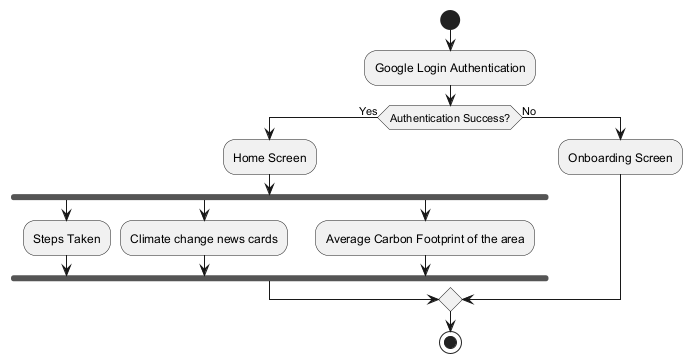 Google Login Authentication
Yes
Authentication Success?
No
Home Screen
Onboarding Screen
Steps Taken
Climate change news cards
Average Carbon Footprint of the area